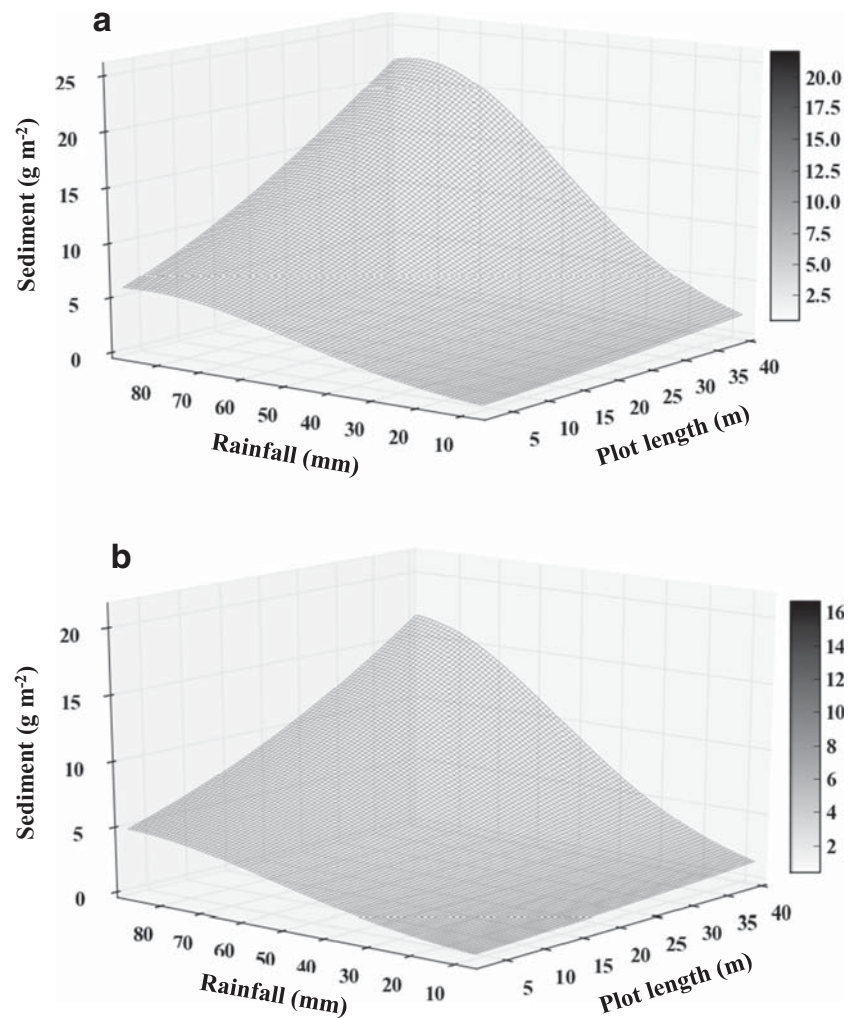 a
25
20
15
10
5
0
Sediment (g m-2)
80 70 60 50 40 30 20 10
Rainfall (mm)
5 10 15 20 25 30 35 40
Plot length (m)
20.0
17.5
15.0
12.5
10.0
7.5
5.0
2.5
b
20
15
10
5
0
Sediment (g m-2)
80 70 60 50 40 30 20 10
Rainfall (mm)
5 10 15 20 25 30 35 40
Plot length (m)
16
14
12
10
8
6
4
2